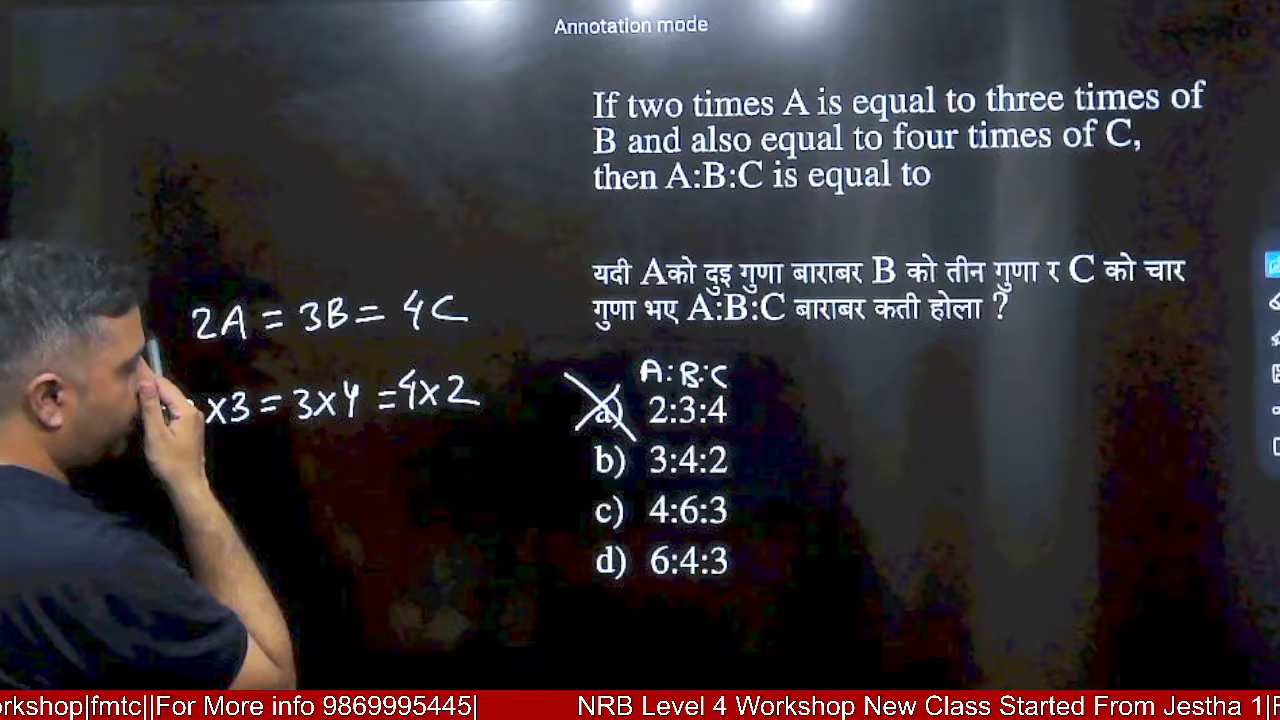 Annotation mode
If two times A is equal to three times of
B and also equal to four times of C,
then A:B:C is equal to
यदी Aको दुइ गुणा बाराबर B को तीन गुणा र C को चार
गुणा भए A:B:C बाराबर कती होला ?
2A = 3B = 4C
x3 = 3x4 = 4x2
A:B:C
a) 2:3:4
b) 3:4:2
c) 4:6:3
d) 6:4:3
orkshop|fmtc||For More info 9869995445| NRB Level 4 Workshop New Class Started From Jestha 1|